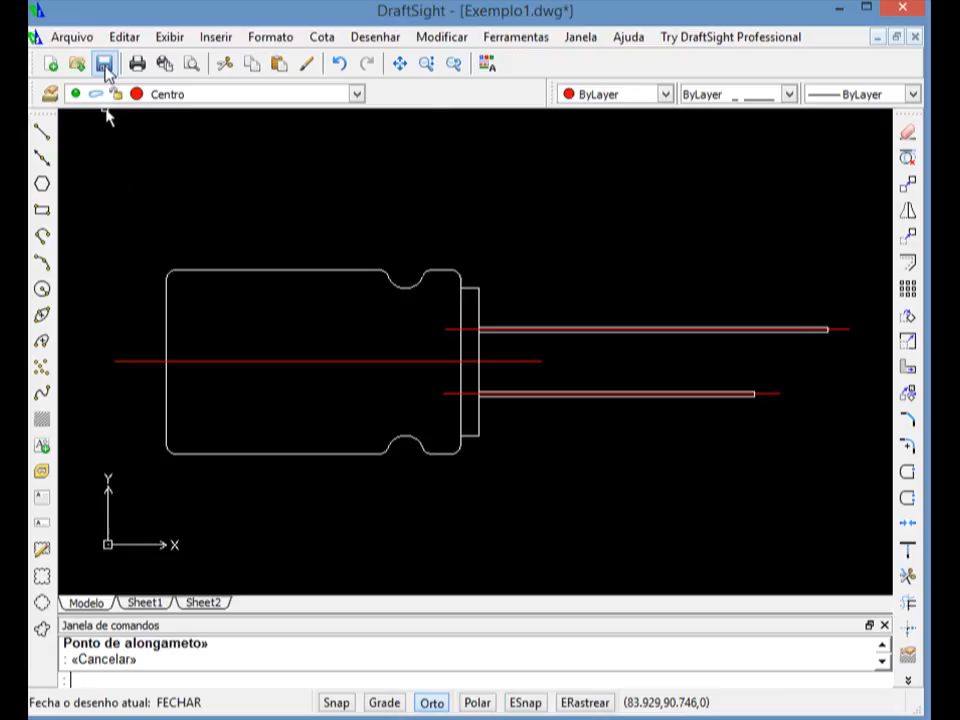 DraftSight - [Exemplo1.dwg*]
Arquivo Editar Exibir Inserir Formato Cota Desenhar Modificar Ferramentas Janela Ajuda Try DraftSight Professional
Centro ByLayer ByLayer ByLayer
Y
X
Modelo Sheet1 Sheet2
Janela de comandos
Ponto de alongameto»
: «Cancelar»
:
Fecha o desenho atual: FECHAR Snap Grade Orto Polar ESnap ERastrear (83.929,90.746,0)